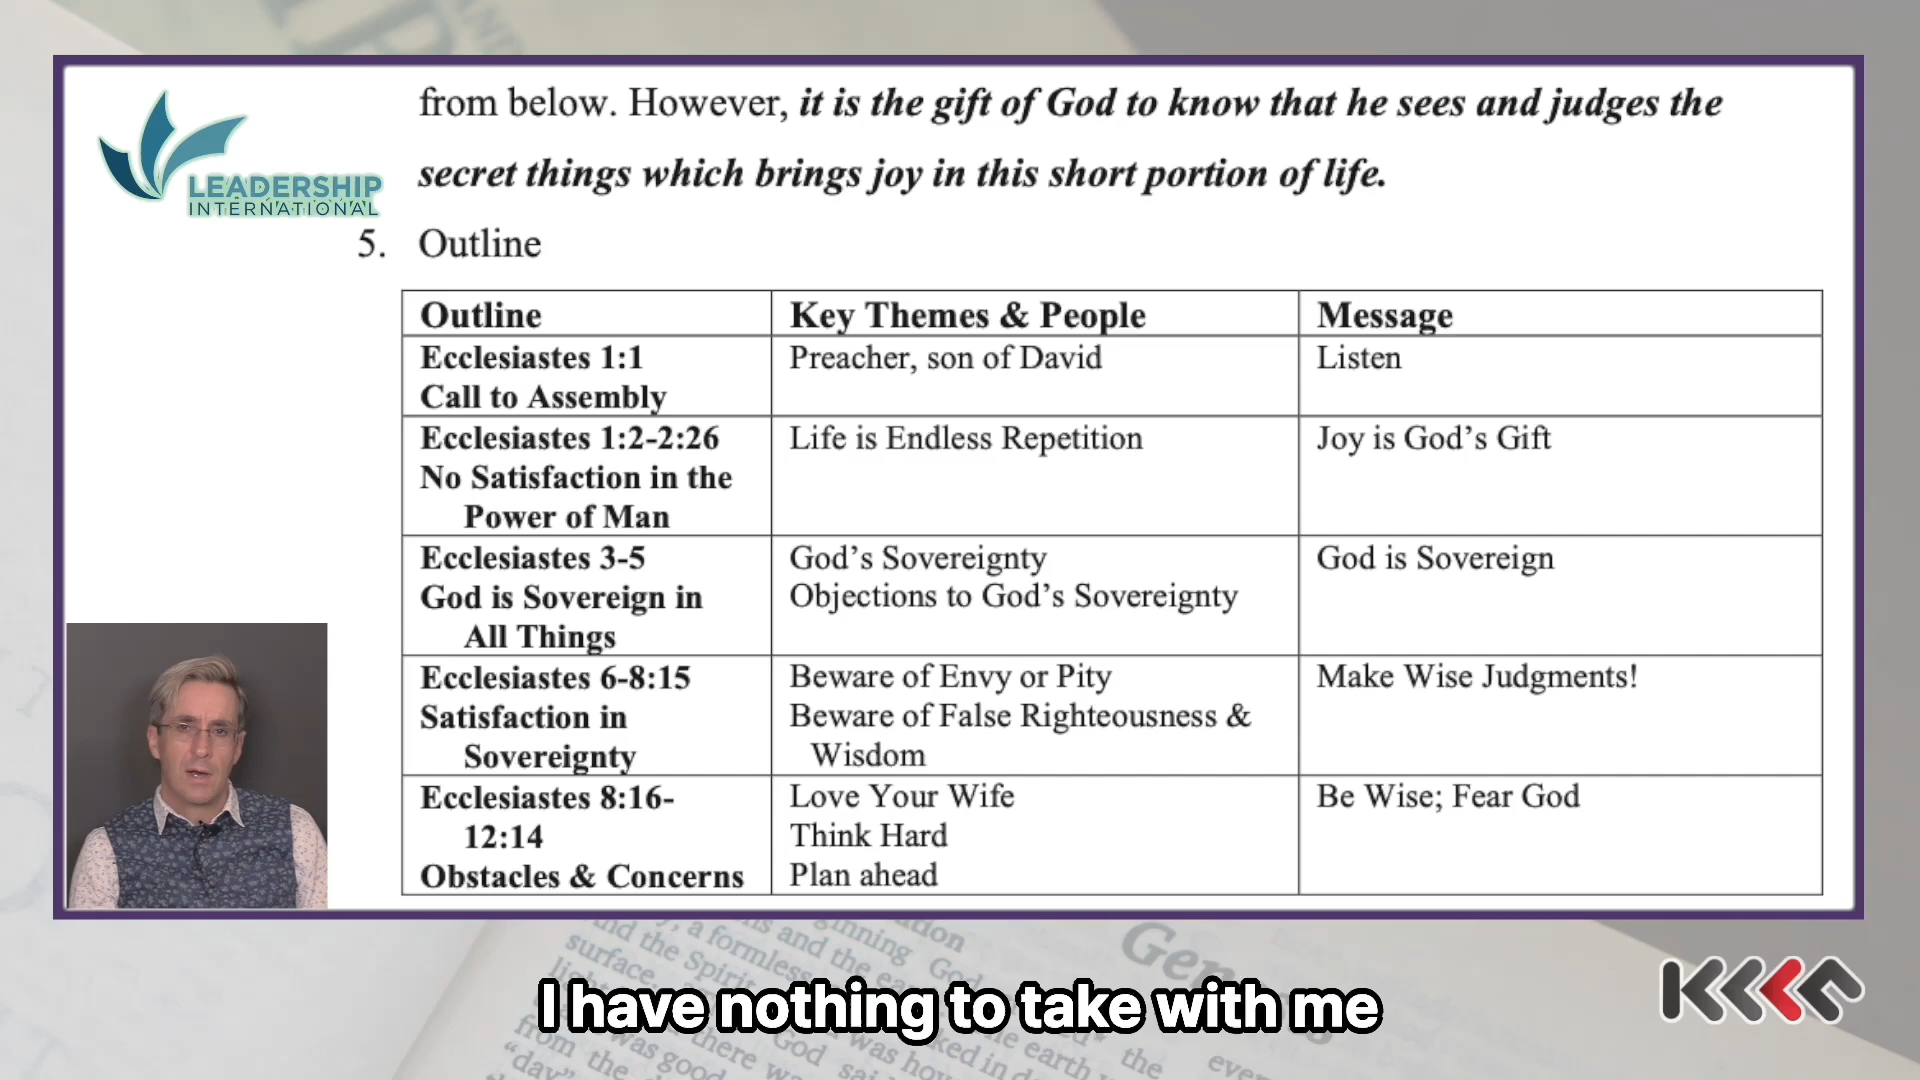 from below. However, it is the gift of God to know that he sees and judges the
secret things which brings joy in this short portion of life.
LEADERSHIP
INTERNATIONAL
5. Outline
Outline Key Themes & People Message
Ecclesiastes 1:1 Preacher, son of David Listen
Call to Assembly
Ecclesiastes 1:2-2:26 Life is Endless Repetition Joy is God's Gift
No Satisfaction in the
Power of Man
Ecclesiastes 3-5 God's Sovereignty God is Sovereign
God is Sovereign in Objections to God's Sovereignty
All Things
Ecclesiastes 6-8:15 Beware of Envy or Pity Make Wise Judgments!
Satisfaction in Beware of False Righteousness &
Sovereignty Wisdom
Ecclesiastes 8:16- Love Your Wife Be Wise; Fear God
12:14 Think Hard
Obstacles & Concerns Plan ahead
I have nothing to take with me